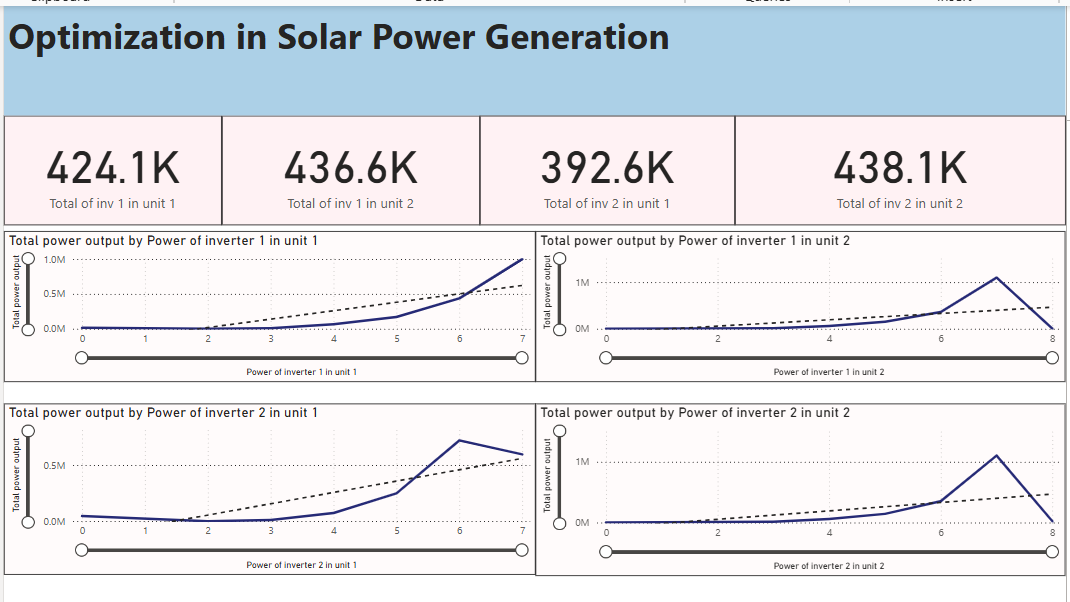 Optimization in Solar Power Generation
424.1K
Total of inv 1 in unit 1
436.6K
Total of inv 1 in unit 2
392.6K
Total of inv 2 in unit 1
438.1K
Total of inv 2 in unit 2
Total power output by Power of inverter 1 in unit 1
Total power output
1.0M
0.5M
0.0M
0 1 2 3 4 5 6 7
Power of inverter 1 in unit 1
Total power output by Power of inverter 1 in unit 2
Total power output
1M
0M
0 2 4 6 8
Power of inverter 1 in unit 2
Total power output by Power of inverter 2 in unit 1
Total power output
0.5M
0.0M
0 1 2 3 4 5 6 7
Power of inverter 2 in unit 1
Total power output by Power of inverter 2 in unit 2
Total power output
1M
0M
0 2 4 6 8
Power of inverter 2 in unit 2